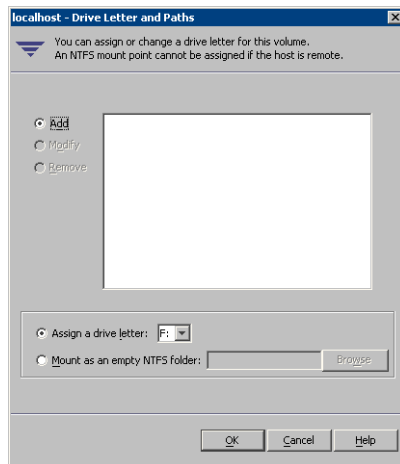 localhost - Drive Letter and Paths
You can assign or change a drive letter for this volume.
An NTFS mount point cannot be assigned if the host is remote.
Add
Modify
Remove
Assign a drive letter: F:
Mount as an empty NTFS folder: Browse
OK Cancel Help